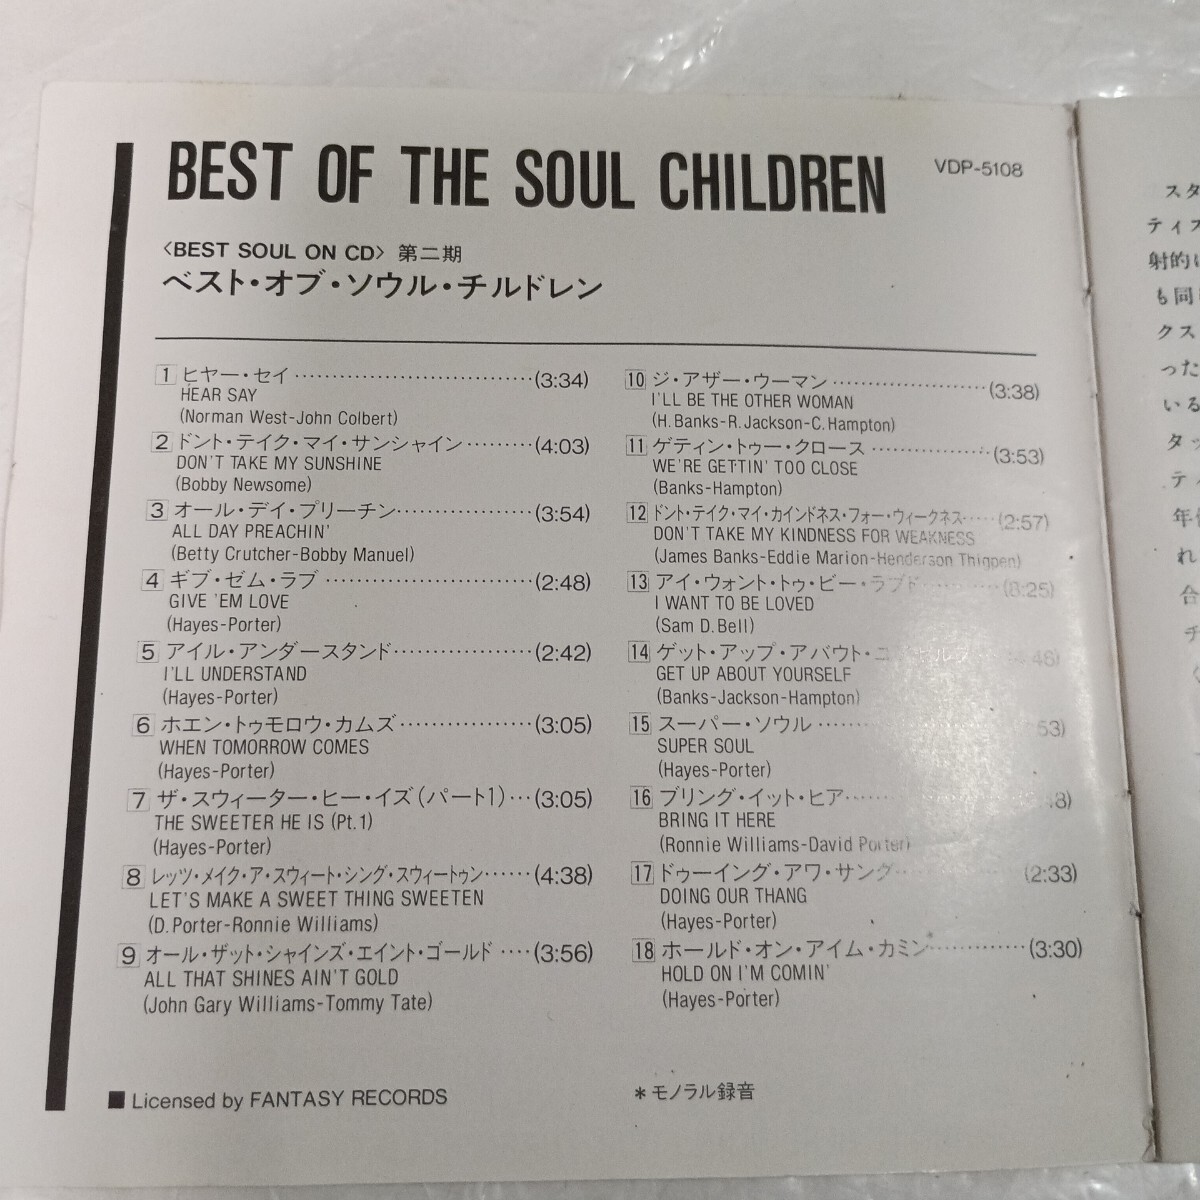 BEST OF THE SOUL CHILDREN
VDP-5108
〈BEST SOUL ON CD〉 第二期
ベスト・オブ・ソウル・チルドレン
1 ヒヤー・セイ……………………………(3:34)
HEAR SAY
(Norman West-John Colbert)
2 ドント・テイク・マイ・サンシャイン………(4:03)
DON'T TAKE MY SUNSHINE
(Bobby Newsome)
3 オール・デイ・プリーチン………………(3:54)
ALL DAY PREACHIN'
(Betty Crutcher-Bobby Manuel)
4 ギブ・ゼム・ラブ………………………(2:48)
GIVE 'EM LOVE
(Hayes-Porter)
5 アイル・アンダースタンド………………(2:42)
I'LL UNDERSTAND
(Hayes-Porter)
6 ホエン・トゥモロウ・カムズ………………(3:05)
WHEN TOMORROW COMES
(Hayes-Porter)
7 ザ・スウィーター・ヒー・イズ(パート1)…(3:05)
THE SWEETER HE IS (Pt.1)
(Hayes-Porter)
8 レッツ・メイク・ア・スウィート・シング・スウィートゥン……(4:38)
LET'S MAKE A SWEET THING SWEETEN
(D. Porter-Ronnie Williams)
9 オール・ザット・シャインズ・エイント・ゴールド …(3:56)
ALL THAT SHINES AIN'T GOLD
(John Gary Williams-Tommy Tate)
10 ジ・アザー・ウーマン…………………(3:38)
I'LL BE THE OTHER WOMAN
(H. Banks-R. Jackson-C. Hampton)
11 ゲティン・トゥー・クロース………………(3:53)
WE'RE GETTIN' TOO CLOSE
(Banks-Hampton)
12 ドント・テイク・マイ・カインドネス・フォー・ウィークネス……(2:57)
DON'T TAKE MY KINDNESS FOR WEAKNESS
(James Banks-Eddie Marion-Henderson Thigpen)
13 アイ・ウォント・トゥ・ビー・ラブド…………
I WANT TO BE LOVED
(Sam D. Bell)
14 ゲット・アップ・アバウト・
GET UP ABOUT YOURSELF
(Banks-Jackson-Hampton)
15 スーパー・ソウル………
SUPER SOUL
(Hayes-Porter)
16 ブリング・イット・ヒア……
BRING IT HERE
(Ronnie Williams-David Porter)
17 ドゥーイング・アワ・サング…………(2:33)
DOING OUR THANG
(Hayes-Porter)
18 ホールド・オン・アイム・カミン…………(3:30)
HOLD ON I'M COMIN'
(Hayes-Porter)
■ Licensed by FANTASY RECORDS
＊モノラル録音
スタ
ティス
射的に
も同
クス
った
いる
タッ
ティ
年
れ
合